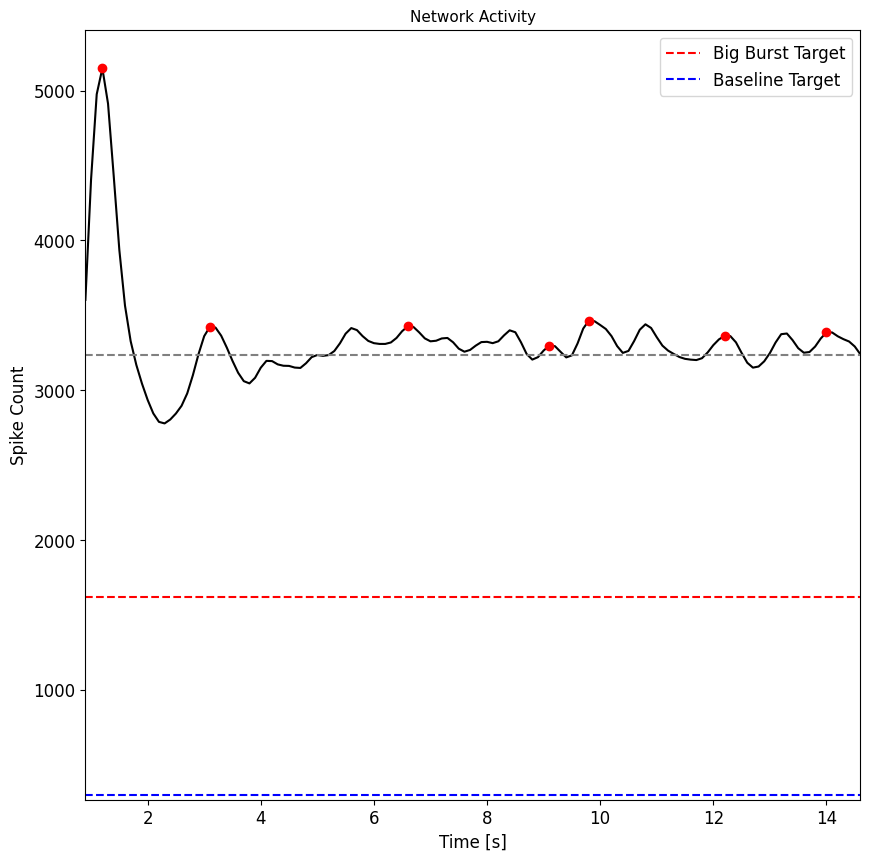 Network Activity
Big Burst Target
Baseline Target
5000
4000
3000
2000
1000
Spike Count
2 4 6 8 10 12 14
Time [s]